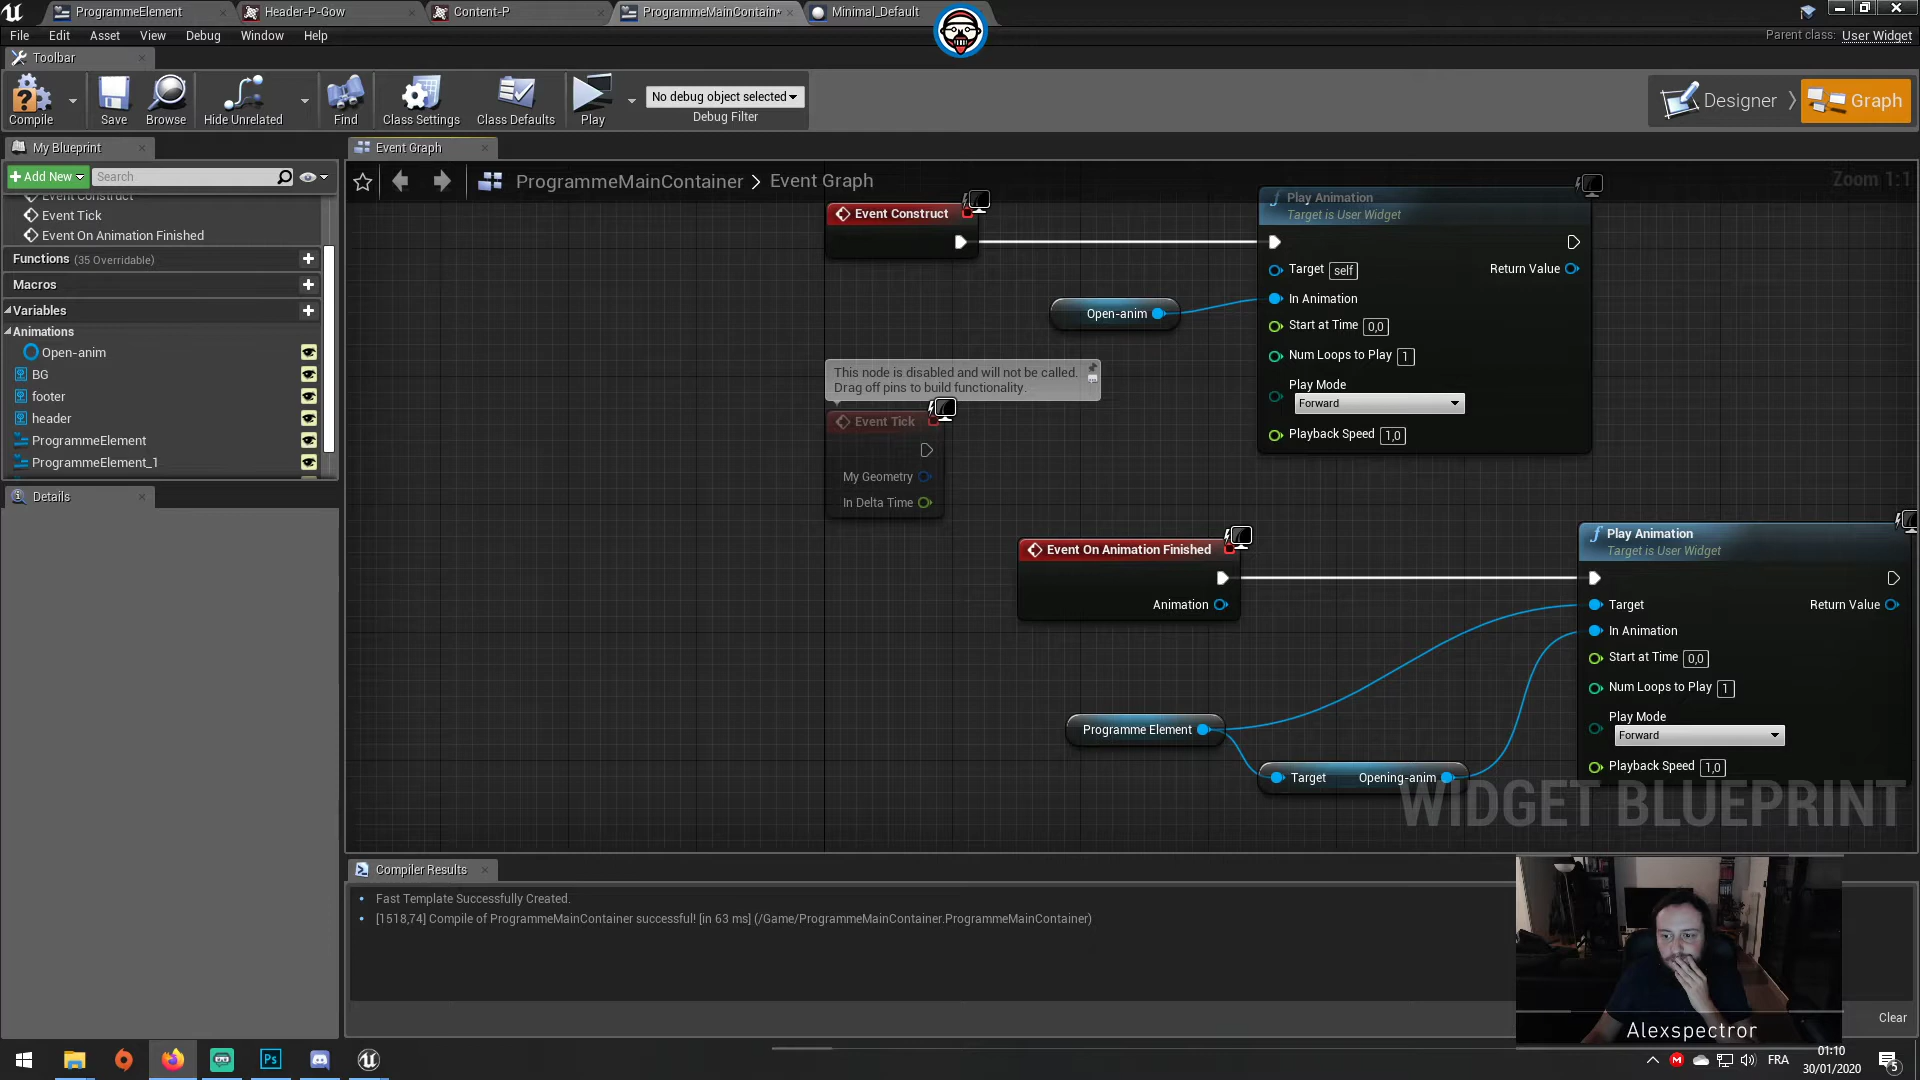 ProgrammeElement
Header-P-Gow
Content-P
ProgrammeMainContain*
Minimal_Default
File Edit Asset View Debug Window Help
Parent class: User Widget
Toolbar
Compile
Save
Browse
Hide Unrelated
Find
Class Settings
Class Defaults
Play
No debug object selected
Debug Filter
Designer
Graph
My Blueprint
Add New
Search
Event Construct
Event Tick
Event On Animation Finished
Functions (35 Overridable)
Macros
Variables
Animations
Open-anim
BG
footer
header
ProgrammeElement
ProgrammeElement_1
Details
Event Graph
ProgrammeMainContainer > Event Graph
Zoom 1:1
Event Construct
Open-anim
Play Animation
Target is User Widget
Target self
Return Value
In Animation
Start at Time 0,0
Num Loops to Play 1
Play Mode
Forward
Playback Speed 1,0
This node is disabled and will not be called.
Drag off pins to build functionality.
Event Tick
My Geometry
In Delta Time
Event On Animation Finished
Animation
Programme Element
Target Opening-anim
Play Animation
Target is User Widget
Target
Return Value
In Animation
Start at Time 0,0
Num Loops to Play 1
Play Mode
Forward
Playback Speed 1,0
WIDGET BLUEPRINT
Compiler Results
Fast Template Successfully Created.
[1518,74] Compile of ProgrammeMainContainer successful! [in 63 ms] (/Game/ProgrammeMainContainer.ProgrammeMainContainer)
Alexspectror
Clear
Ps
FRA
01:10
30/01/2020
5